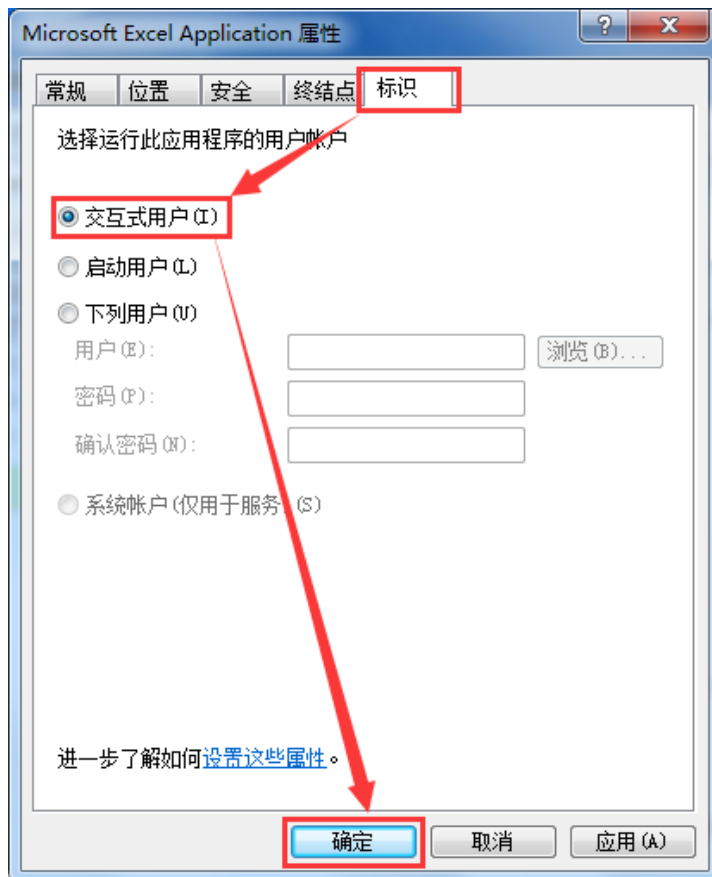 Microsoft Excel Application 属性
常规 位置 安全 终结点 标识
选择运行此应用程序的用户帐户
交互式用户(I)
启动用户(L)
下列用户(U)
用户(E):
浏览(B)...
密码(P):
确认密码(N):
系统帐户(仅用于服务)(S)
进一步了解如何设置这些属性。
确定 取消 应用(A)